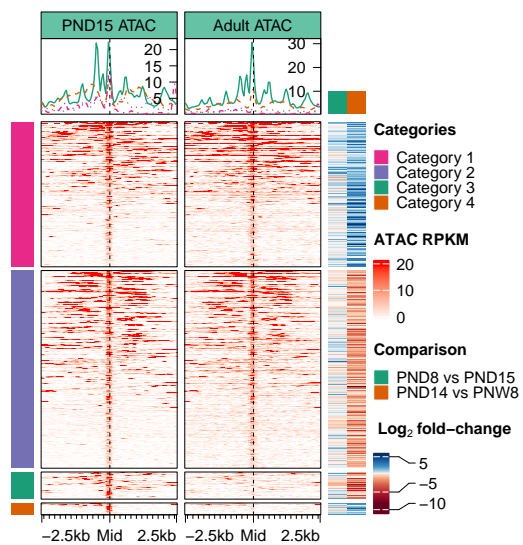 PND15 ATAC
Adult ATAC
20
15
10
5
30
20
10
Categories
Category 1
Category 2
Category 3
Category 4
ATAC RPKM
20
10
0
Comparison
PND8 vs PND15
PND14 vs PNW8
Log₂ fold−change
5
−5
−10
−2.5kb Mid 2.5kb Mid 2.5kb